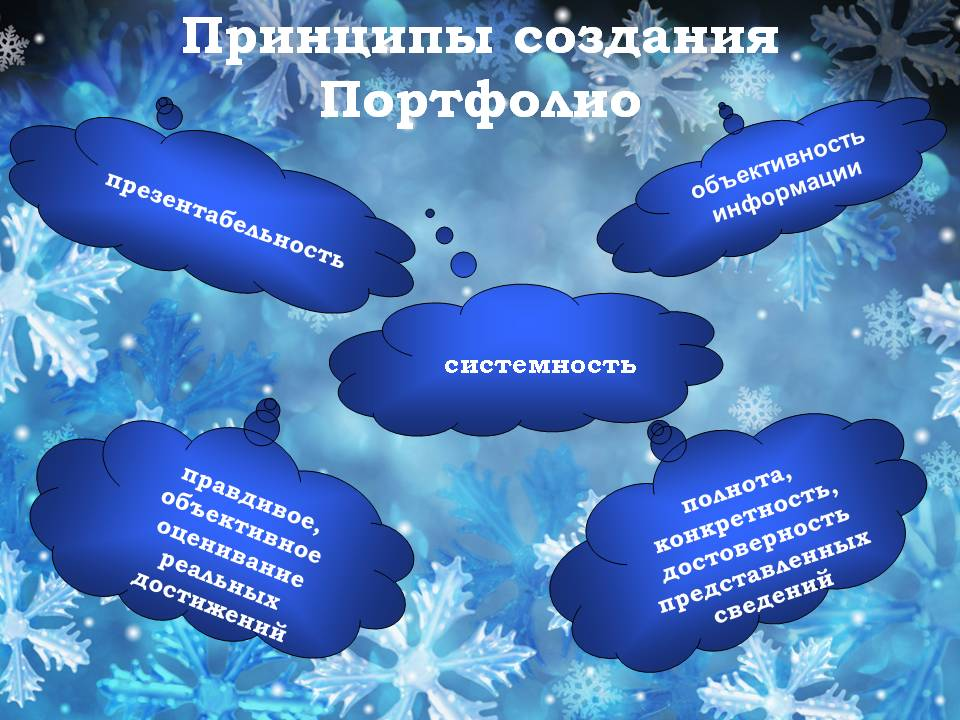 Принципы создания
Портфолио
презентабельность
объективность
информации
системность
правдивое,
объективное
оценивание
реальных
достижений
полнота,
конкретность,
достоверность
представленных
сведений